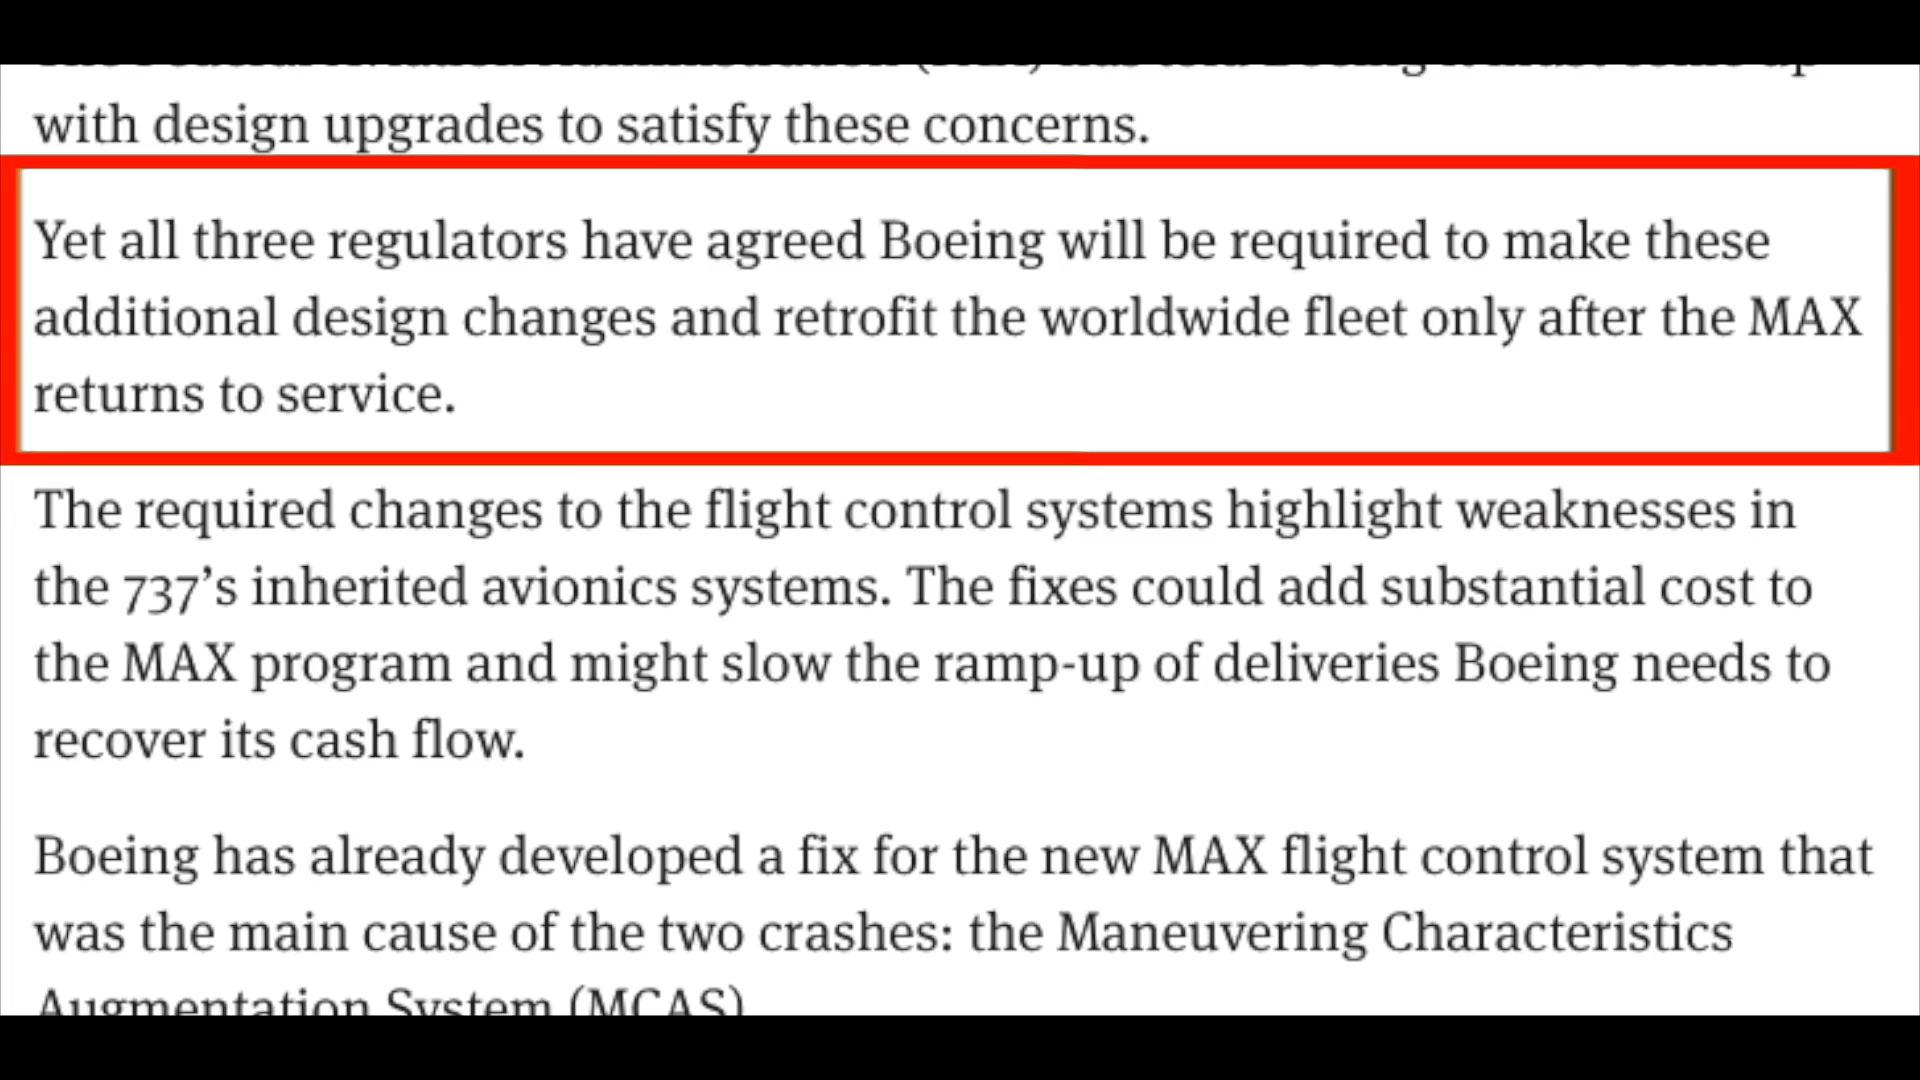 with design upgrades to satisfy these concerns.
Yet all three regulators have agreed Boeing will be required to make these
additional design changes and retrofit the worldwide fleet only after the MAX
returns to service.
The required changes to the flight control systems highlight weaknesses in
the 737’s inherited avionics systems. The fixes could add substantial cost to
the MAX program and might slow the ramp-up of deliveries Boeing needs to
recover its cash flow.
Boeing has already developed a fix for the new MAX flight control system that
was the main cause of the two crashes: the Maneuvering Characteristics
Augmentation System (MCAS)